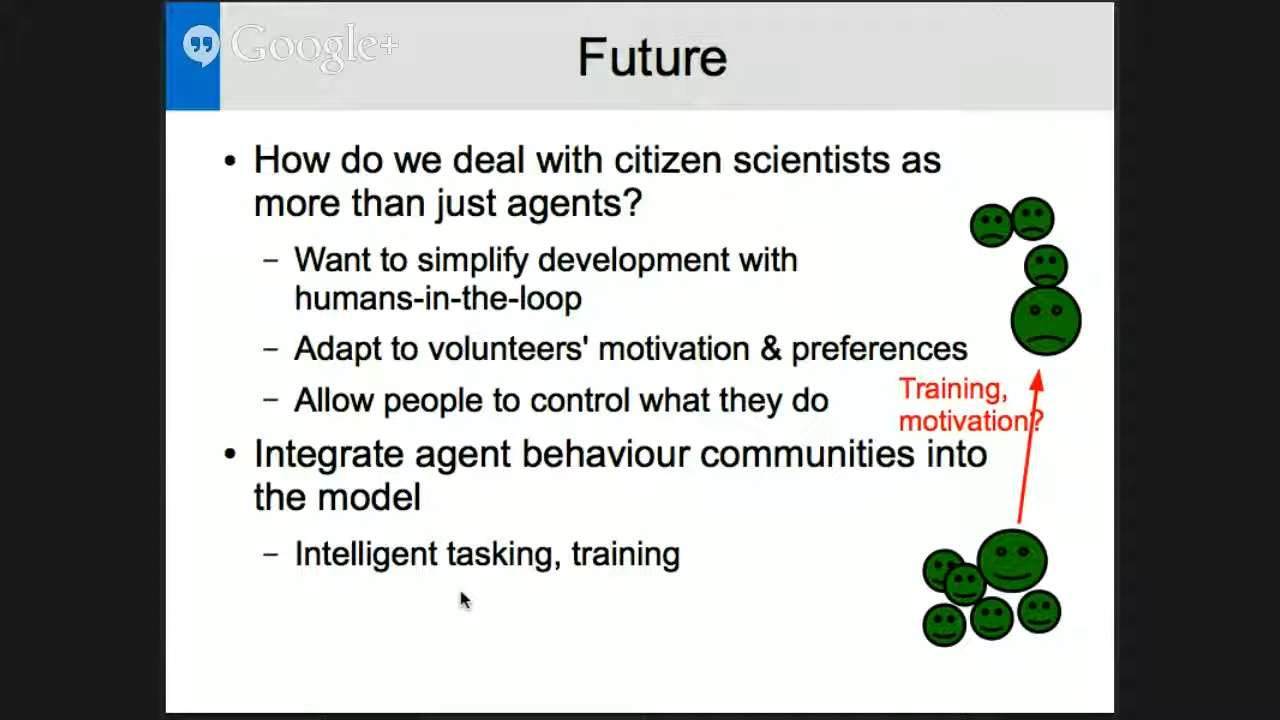 Google+
Future
• How do we deal with citizen scientists as
more than just agents?
– Want to simplify development with
humans-in-the-loop
– Adapt to volunteers' motivation & preferences
– Allow people to control what they do
Training,
motivation?
• Integrate agent behaviour communities into
the model
– Intelligent tasking, training